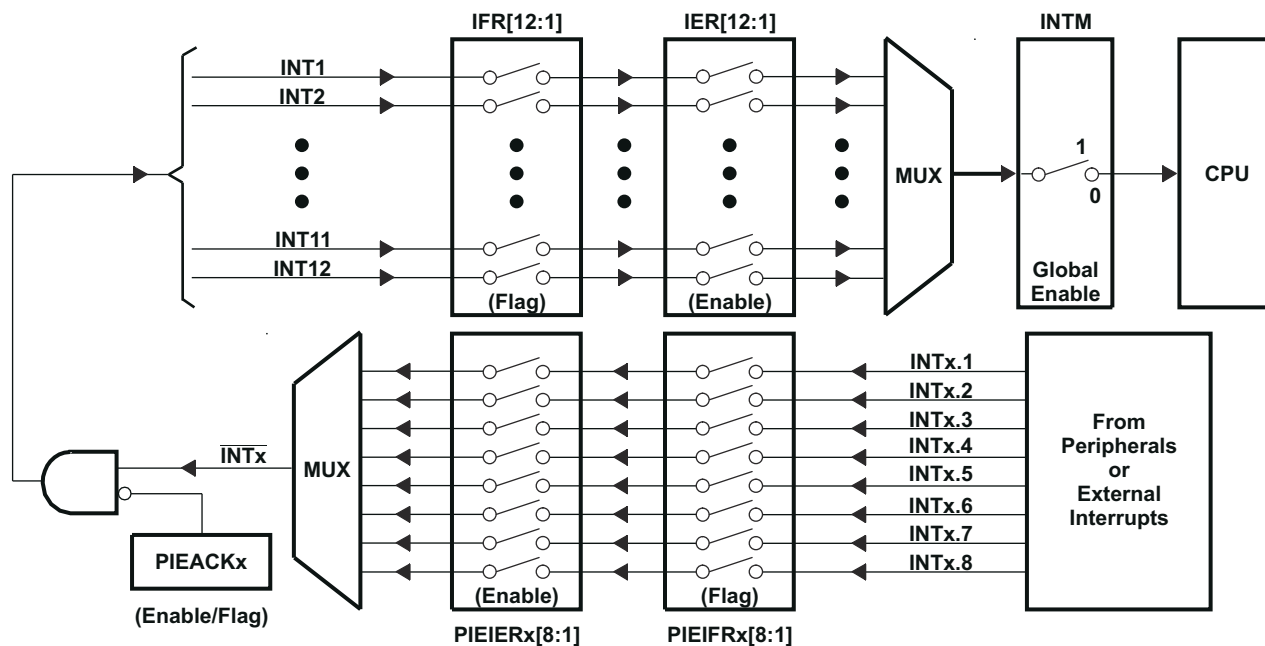 IFR[12:1]
IER[12:1]
INTM
INT1
INT2
INT11
INT12
(Flag)
(Enable)
MUX
1
0
Global
Enable
CPU
INTx
MUX
PIEACKx
(Enable/Flag)
(Enable)
PIEIERx[8:1]
(Flag)
PIEIFRx[8:1]
INTx.1
INTx.2
INTx.3
INTx.4
INTx.5
INTx.6
INTx.7
INTx.8
From
Peripherals
or
External
Interrupts